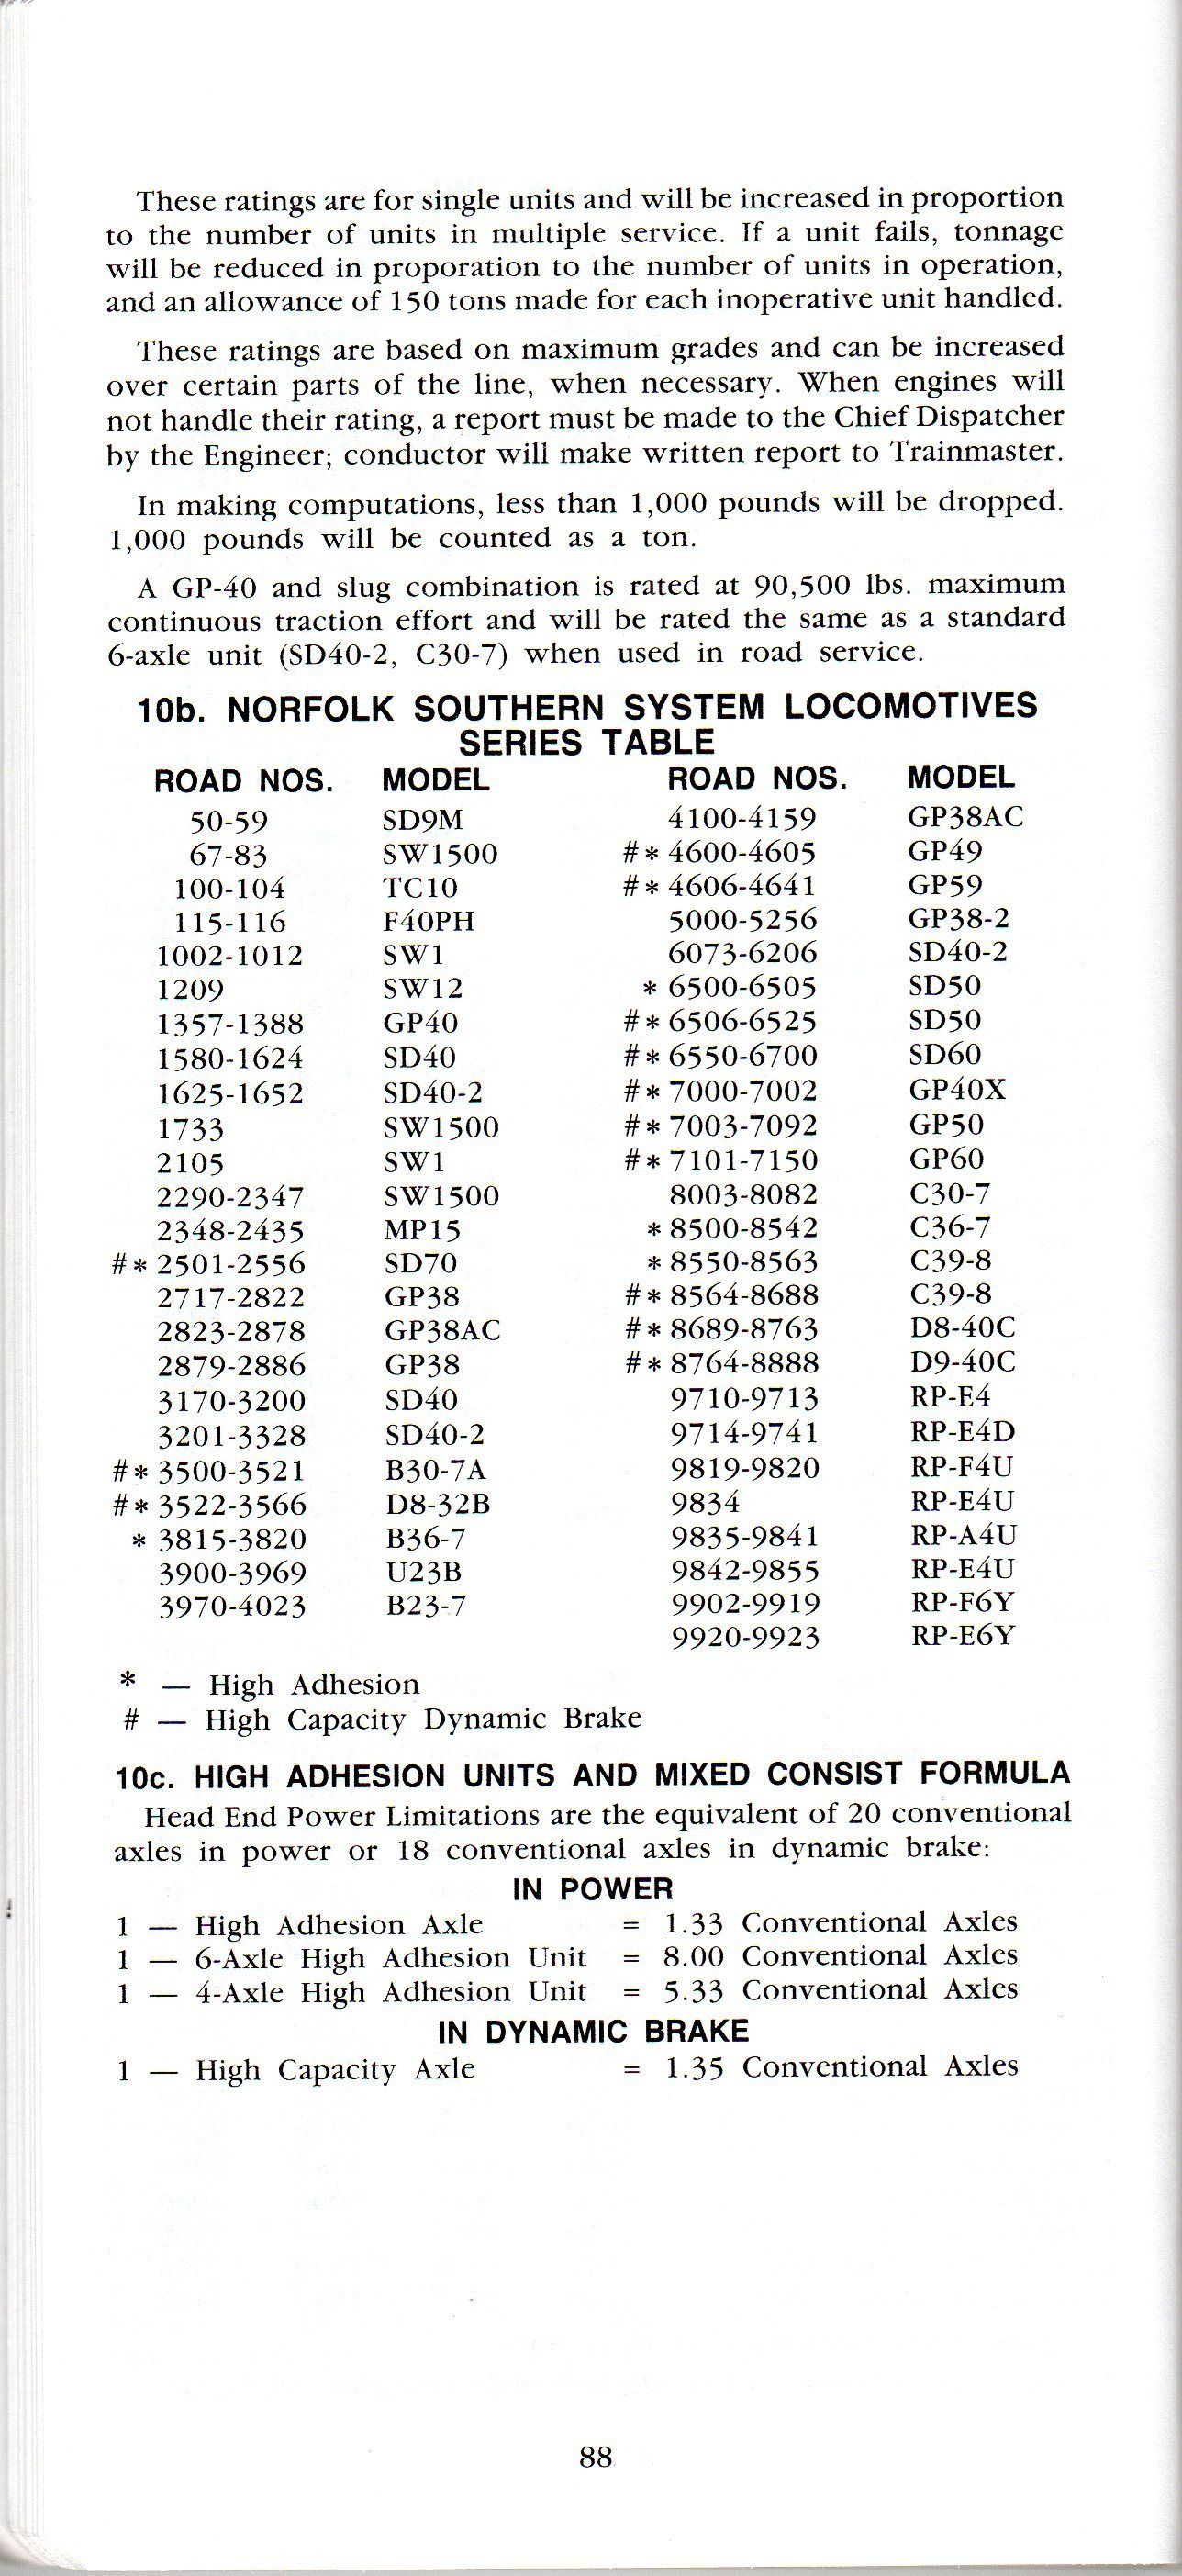 These ratings are for single units and will be increased in proportion
to the number of units in multiple service. If a unit fails, tonnage
will be reduced in proporation to the number of units in operation,
and an allowance of 150 tons made for each inoperative unit handled.
These ratings are based on maximum grades and can be increased
over certain parts of the line, when necessary. When engines will
not handle their rating, a report must be made to the Chief Dispatcher
by the Engineer; conductor will make written report to Trainmaster.
In making computations, less than 1,000 pounds will be dropped.
1,000 pounds will be counted as a ton.
A GP-40 and slug combination is rated at 90,500 lbs. maximum
continuous traction effort and will be rated the same as a standard
6-axle unit (SD40-2, C30-7) when used in road service.
10b. NORFOLK SOUTHERN SYSTEM LOCOMOTIVES
SERIES TABLE
ROAD NOS. MODEL ROAD NOS. MODEL
50-59 SD9M 4100-4159 GP38AC
67-83 SW1500 #* 4600-4605 GP49
100-104 TC10 #* 4606-4641 GP59
115-116 F40PH 5000-5256 GP38-2
1002-1012 SW1 6073-6206 SD40-2
1209 SW12 * 6500-6505 SD50
1357-1388 GP40 #* 6506-6525 SD50
1580-1624 SD40 #* 6550-6700 SD60
1625-1652 SD40-2 #* 7000-7002 GP40X
1733 SW1500 #* 7003-7092 GP50
2105 SW1 #* 7101-7150 GP60
2290-2347 SW1500 8003-8082 C30-7
2348-2435 MP15 * 8500-8542 C36-7
#* 2501-2556 SD70 * 8550-8563 C39-8
2717-2822 GP38 #* 8564-8688 C39-8
2823-2878 GP38AC #* 8689-8763 D8-40C
2879-2886 GP38 #* 8764-8888 D9-40C
3170-3200 SD40 9710-9713 RP-E4
3201-3328 SD40-2 9714-9741 RP-E4D
#* 3500-3521 B30-7A 9819-9820 RP-F4U
#* 3522-3566 D8-32B 9834 RP-E4U
* 3815-3820 B36-7 9835-9841 RP-A4U
3900-3969 U23B 9842-9855 RP-E4U
3970-4023 B23-7 9902-9919 RP-F6Y
9920-9923 RP-E6Y
* — High Adhesion
# — High Capacity Dynamic Brake
10c. HIGH ADHESION UNITS AND MIXED CONSIST FORMULA
Head End Power Limitations are the equivalent of 20 conventional
axles in power or 18 conventional axles in dynamic brake:
IN POWER
1 — High Adhesion Axle = 1.33 Conventional Axles
1 — 6-Axle High Adhesion Unit = 8.00 Conventional Axles
1 — 4-Axle High Adhesion Unit = 5.33 Conventional Axles
IN DYNAMIC BRAKE
1 — High Capacity Axle = 1.35 Conventional Axles
88